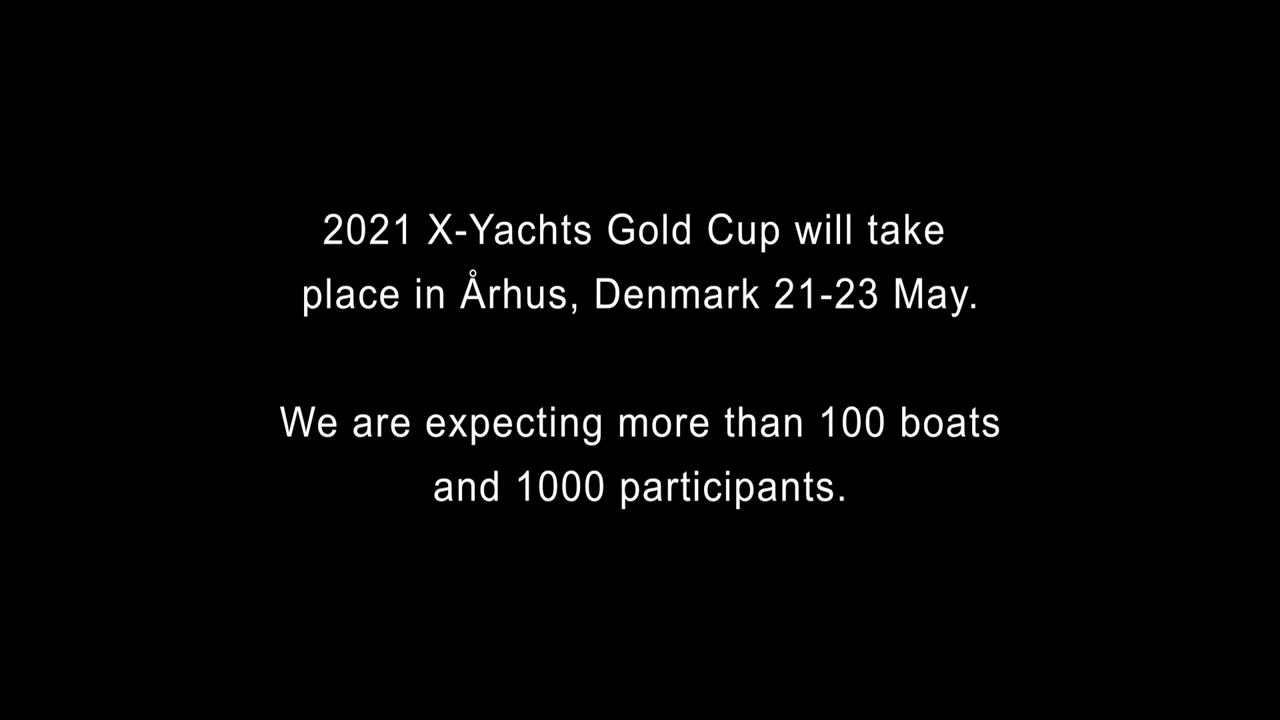 2021 X-Yachts Gold Cup will take
place in Århus, Denmark 21-23 May.
We are expecting more than 100 boats
and 1000 participants.